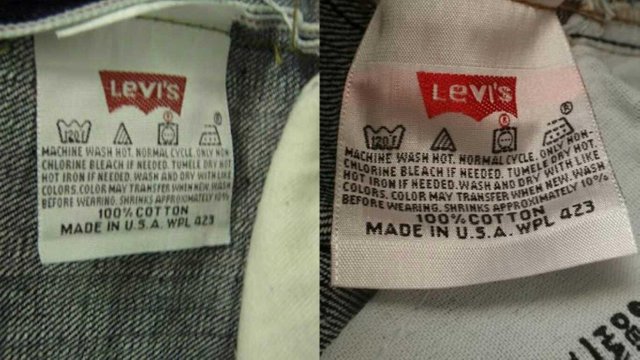 Levi's
®
120
MACHINE WASH HOT. NORMAL CYCLE. ONLY NON
CHLORINE BLEACH IF NEEDED. TUMBLE DRY HOT
HOT IRON IF NEEDED. WASH AND DRY WITH LIKE
COLORS. COLOR MAY TRANSFER WHEN NEW. WASH
BEFORE WEARING. SHRINKS APPROXIMATELY 10%
100% COTTON
MADE IN U.S.A. WPL 423
Levi's
®
120
MACHINE WASH HOT. NORMAL CYCLE. ONLY NON-
CHLORINE BLEACH IF NEEDED. TUMBLE DRY HOT
HOT IRON IF NEEDED. WASH AND DRY WITH LIKE
COLORS. COLOR MAY TRANSFER WHEN NEW. WASH
BEFORE WEARING. SHRINKS APPROXIMATELY 10%
100% COTTON
MADE IN U.S.A. WPL 423